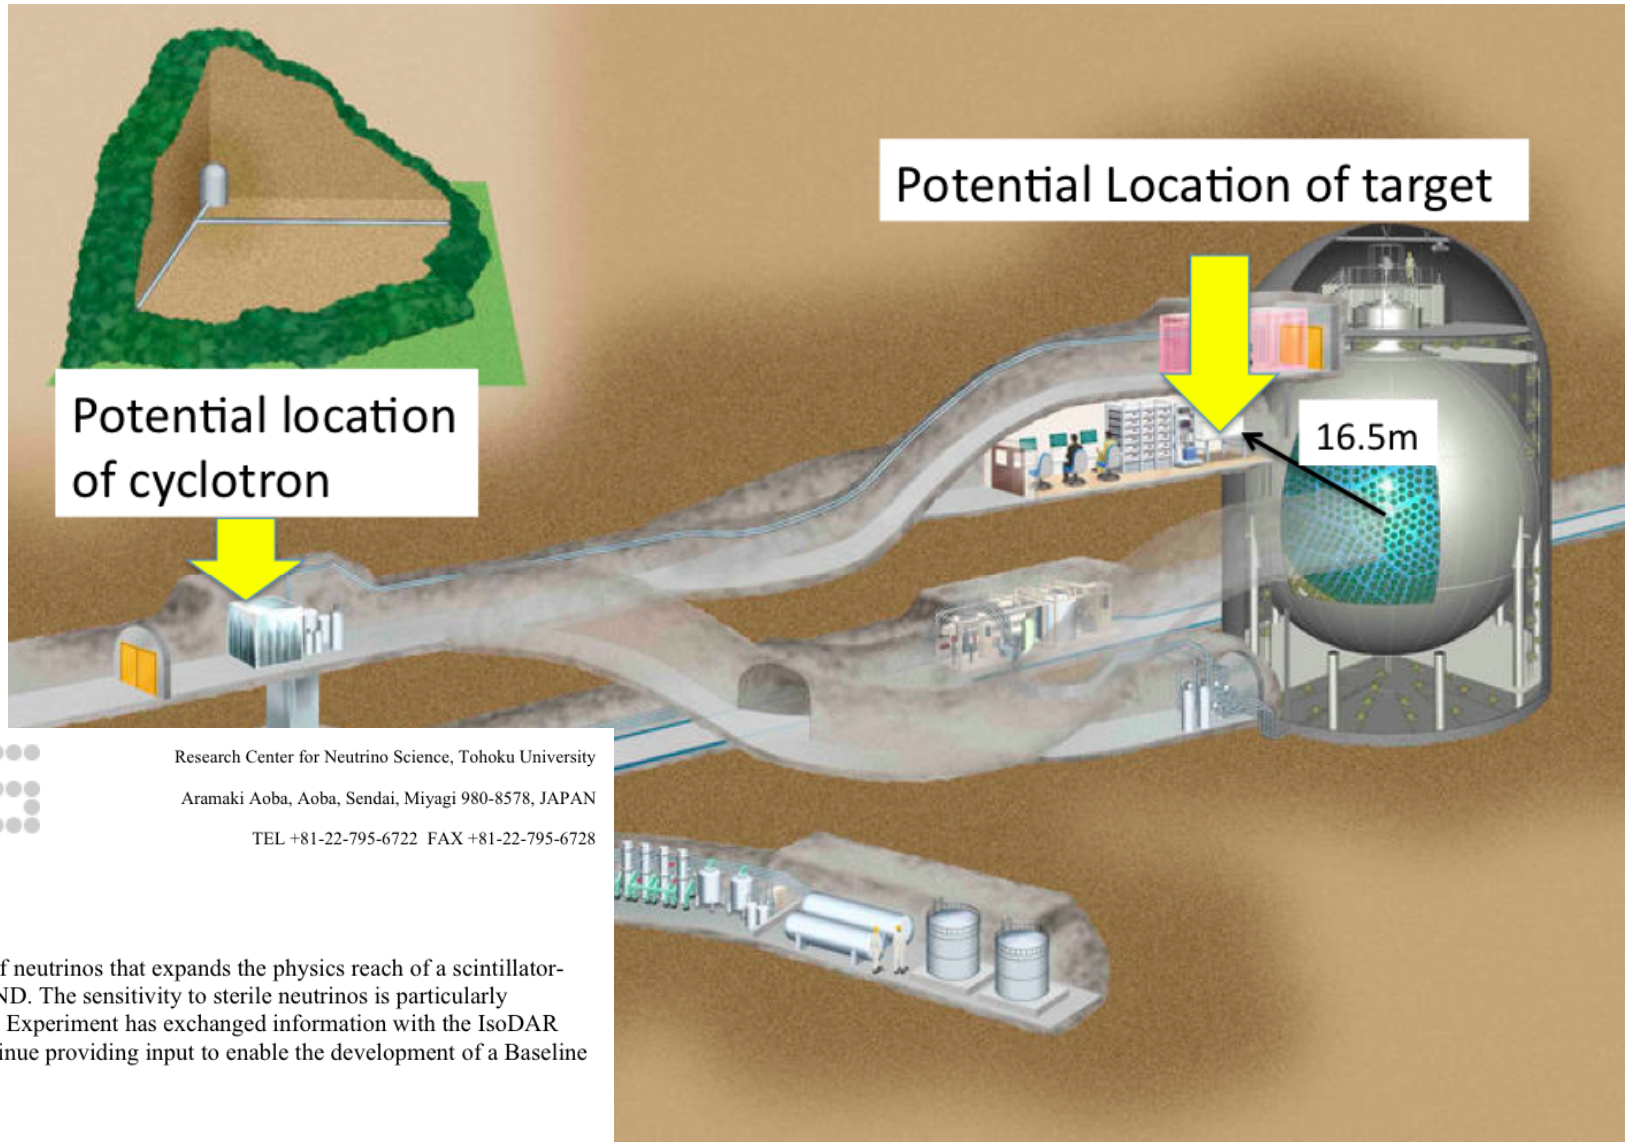 Potential Location of target
16.5m
Potential location
of cyclotron
Research Center for Neutrino Science, Tohoku University
Aramaki Aoba, Aoba, Sendai, Miyagi 980-8578, JAPAN
TEL +81-22-795-6722 FAX +81-22-795-6728
f neutrinos that expands the physics reach of a scintillator-
ND. The sensitivity to sterile neutrinos is particularly
Experiment has exchanged information with the IsoDAR
inue providing input to enable the development of a Baseline